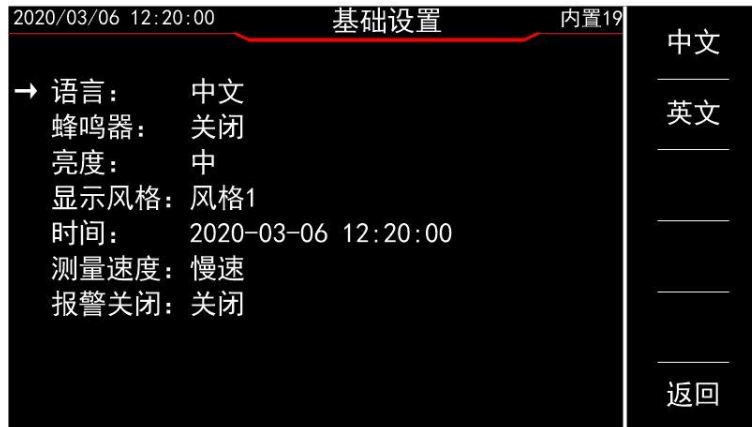 2020/03/06 12:20:00 基础设置 内置19
→ 语言： 中文
蜂鸣器： 关闭
亮度： 中
显示风格：风格1
时间： 2020-03-06 12:20:00
测量速度：慢速
报警关闭：关闭
中文
英文
返回